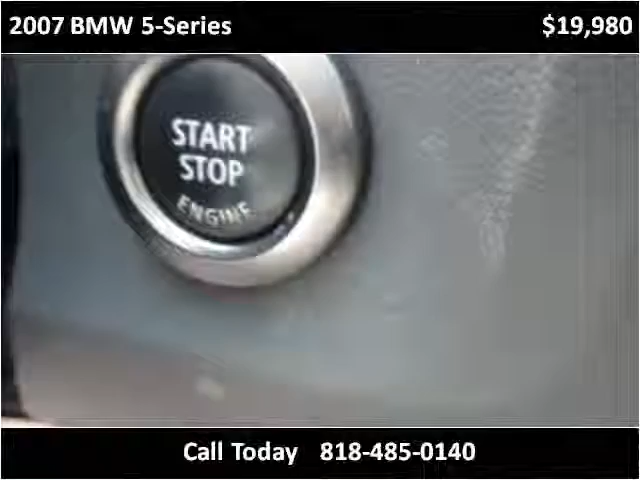 2007 BMW 5-Series $19,980
START
STOP
ENGINE
Call Today 818-485-0140